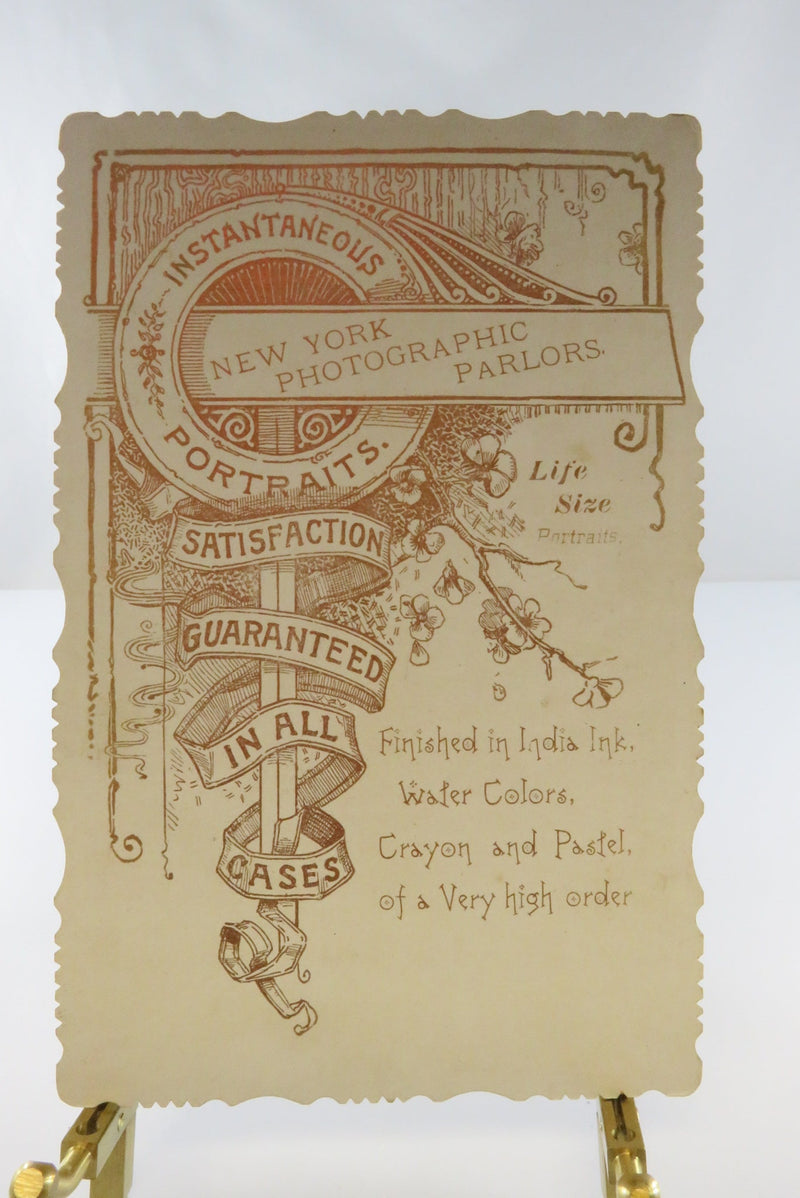 INSTANTANEOUS
NEW YORK
PHOTOGRAPHIC
PARLORS.
PORTRAITS.
Life
Size
Portraits.
SATISFACTION
GUARANTEED
IN ALL
CASES
Finished in India Ink,
Water Colors,
Crayon and Pastel,
of a Very high order